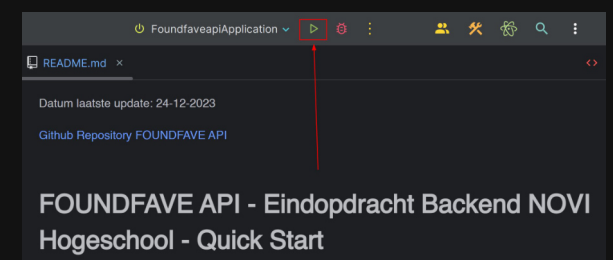 FoundfaveapiApplication
README.md
Datum laatste update: 24-12-2023
Github Repository FOUNDFAVE API
FOUNDFAVE API - Eindopdracht Backend NOVI
Hogeschool - Quick Start